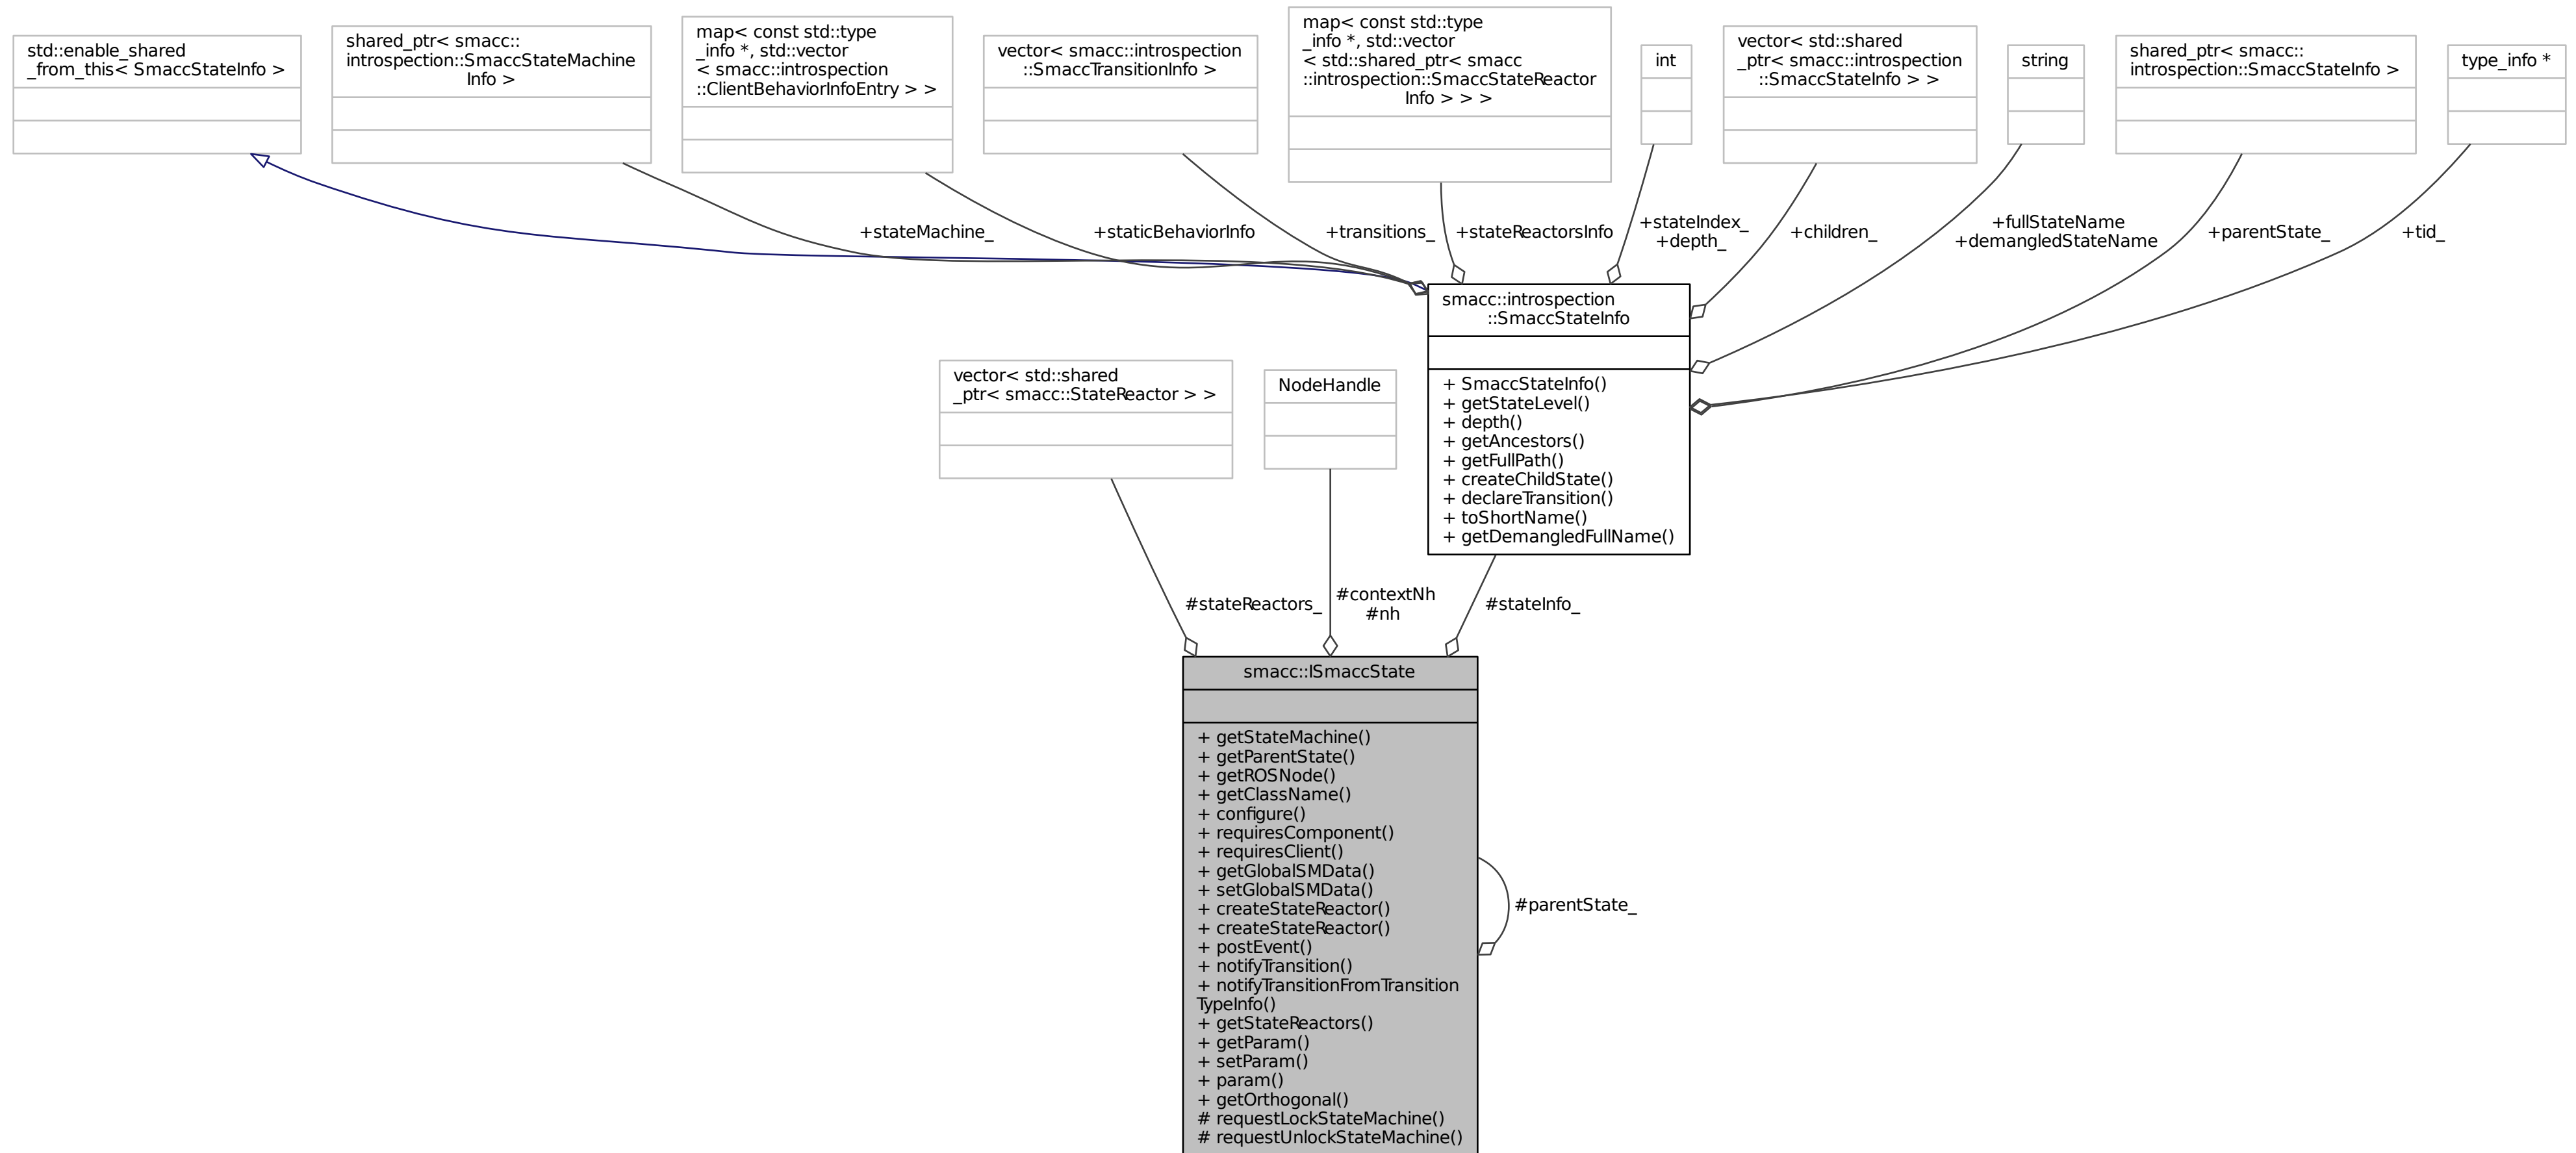 std::enable_shared
_from_this< SmaccStateInfo >
shared_ptr< smacc::
introspection::SmaccStateMachine
Info >
map< const std::type
_info *, std::vector
< smacc::introspection
::ClientBehaviorInfoEntry > >
vector< smacc::introspection
::SmaccTransitionInfo >
map< const std::type
_info *, std::vector
< std::shared_ptr< smacc
::introspection::SmaccStateReactor
Info > > >
int
vector< std::shared
_ptr< smacc::introspection
::SmaccStateInfo > >
string
shared_ptr< smacc::
introspection::SmaccStateInfo >
type_info *
+stateMachine_
+staticBehaviorInfo
+transitions_
+stateReactorsInfo
+stateIndex_
+depth_
+children_
+fullStateName
+demangledStateName
+parentState_
+tid_
smacc::introspection
::SmaccStateInfo
+ SmaccStateInfo()
+ getStateLevel()
+ depth()
+ getAncestors()
+ getFullPath()
+ createChildState()
+ declareTransition()
+ toShortName()
+ getDemangledFullName()
vector< std::shared
_ptr< smacc::StateReactor > >
NodeHandle
#stateReactors_
#contextNh
#nh
#stateInfo_
smacc::ISmaccState
+ getStateMachine()
+ getParentState()
+ getROSNode()
+ getClassName()
+ configure()
+ requiresComponent()
+ requiresClient()
+ getGlobalSMData()
+ setGlobalSMData()
+ createStateReactor()
+ createStateReactor()
+ postEvent()
+ notifyTransition()
+ notifyTransitionFromTransition
TypeInfo()
+ getStateReactors()
+ getParam()
+ setParam()
+ param()
+ getOrthogonal()
# requestLockStateMachine()
# requestUnlockStateMachine()
#parentState_